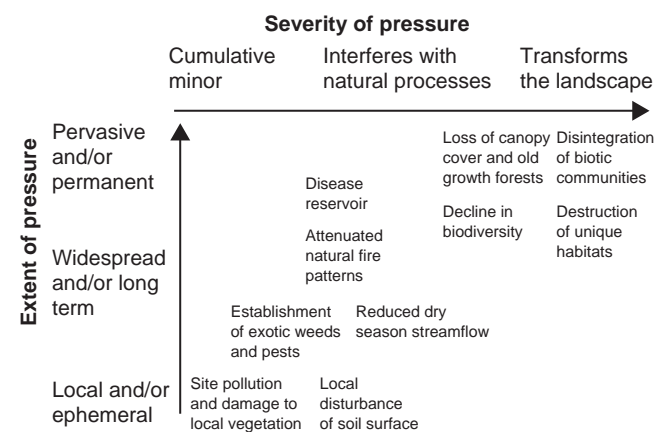 Severity of pressure
Cumulative
minor
Interferes with
natural processes
Transforms
the landscape
Extent of pressure
Pervasive
and/or
permanent
Widespread
and/or long
term
Local and/or
ephemeral
Loss of canopy
cover and old
growth forests
Disintegration
of biotic
communities
Disease
reservoir
Decline in
biodiversity
Destruction
of unique
habitats
Attenuated
natural fire
patterns
Establishment
of exotic weeds
and pests
Reduced dry
season streamflow
Site pollution
and damage to
local vegetation
Local
disturbance
of soil surface